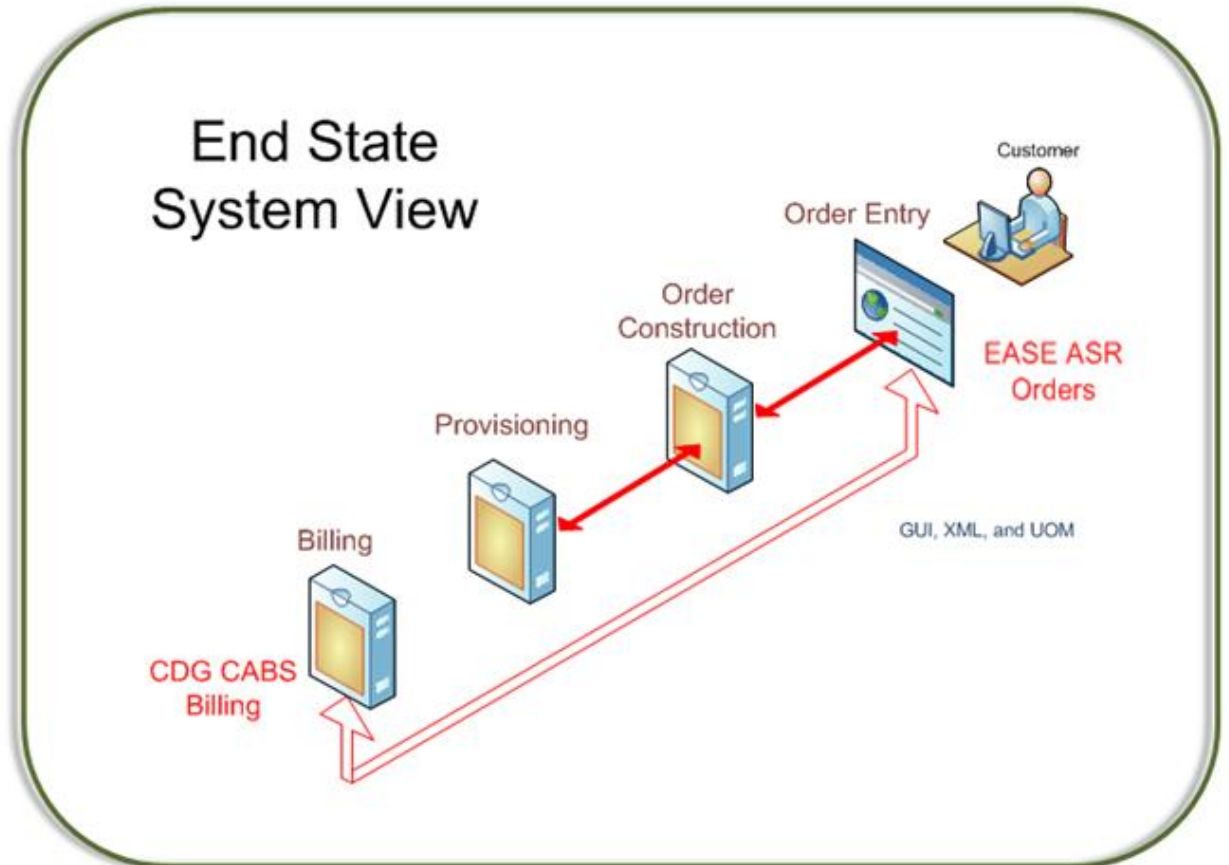 End State
System View
Customer
Order Entry
Order
Construction
EASE ASR
Orders
Provisioning
GUI, XML, and UOM
Billing
CDG CABS
Billing